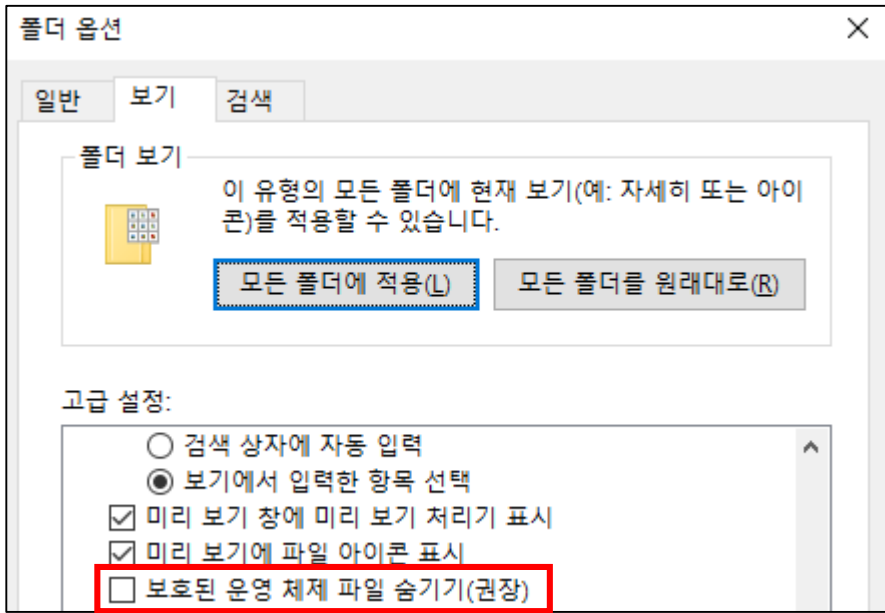 폴더 옵션
일반 보기 검색
폴더 보기
이 유형의 모든 폴더에 현재 보기(예: 자세히 또는 아이
콘)를 적용할 수 있습니다.
모든 폴더에 적용(L) 모든 폴더를 원래대로(R)
고급 설정:
검색 상자에 자동 입력
보기에서 입력한 항목 선택
미리 보기 창에 미리 보기 처리기 표시
미리 보기에 파일 아이콘 표시
보호된 운영 체제 파일 숨기기(권장)